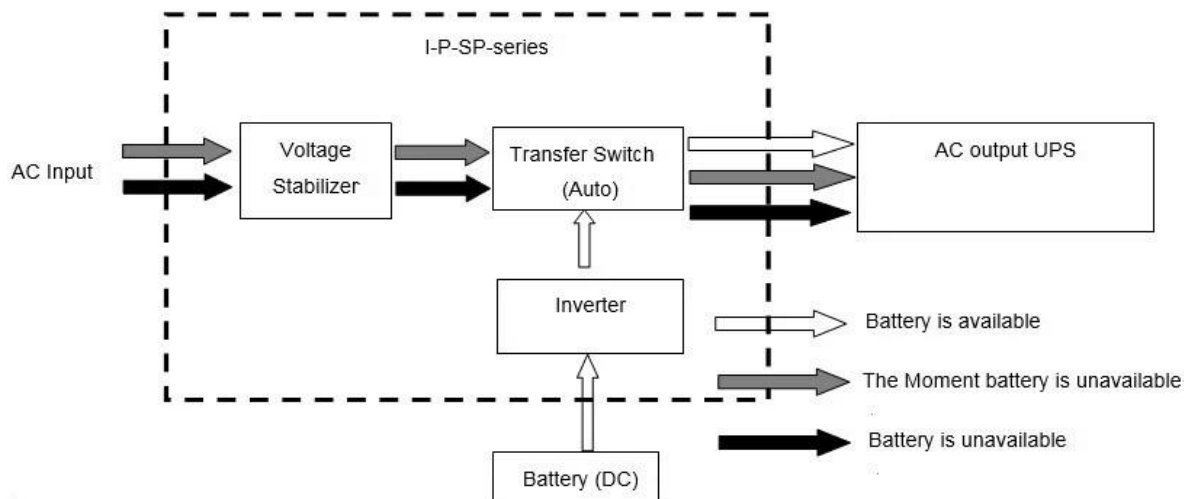 I-P-SP-series
AC Input
Voltage
Stabilizer
Transfer Switch
(Auto)
AC output UPS
Inverter
Battery (DC)
Battery is available
The Moment battery is unavailable
Battery is unavailable